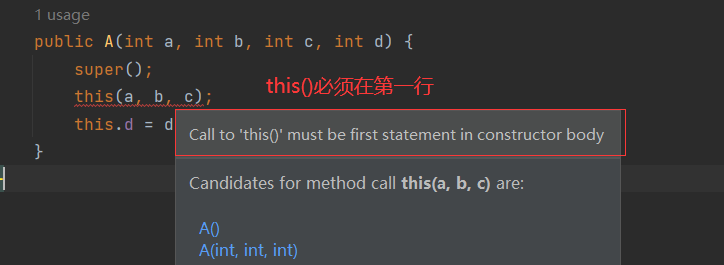 1 usage
public A(int a, int b, int c, int d) {
super();
this()必须在第一行
this(a, b, c);
this.d = d
Call to 'this()' must be first statement in constructor body
}
Candidates for method call this(a, b, c) are:
A()
A(int, int, int)